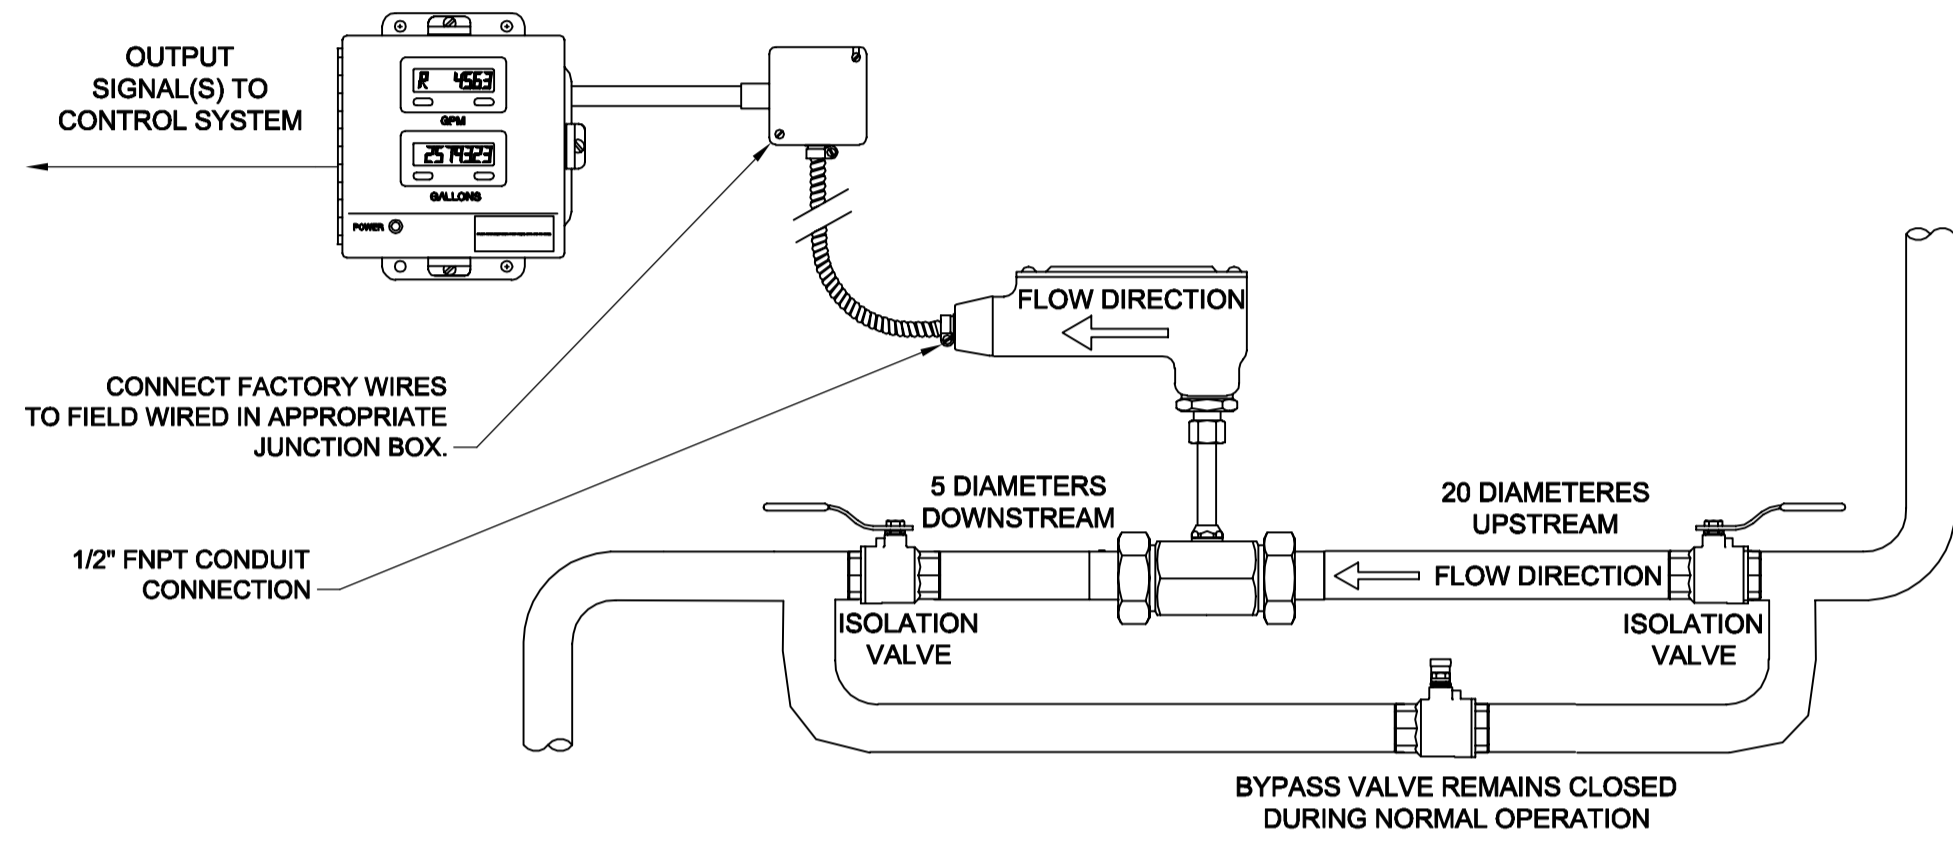 OUTPUT
SIGNAL(S) TO
CONTROL SYSTEM
R 4563
GPM
2574323
GALLONS
POWER
CONNECT FACTORY WIRES
TO FIELD WIRED IN APPROPRIATE
JUNCTION BOX.
1/2" FNPT CONDUIT
CONNECTION
FLOW DIRECTION
5 DIAMETERS
DOWNSTREAM
20 DIAMETERES
UPSTREAM
FLOW DIRECTION
ISOLATION
VALVE
ISOLATION
VALVE
BYPASS VALVE REMAINS CLOSED
DURING NORMAL OPERATION